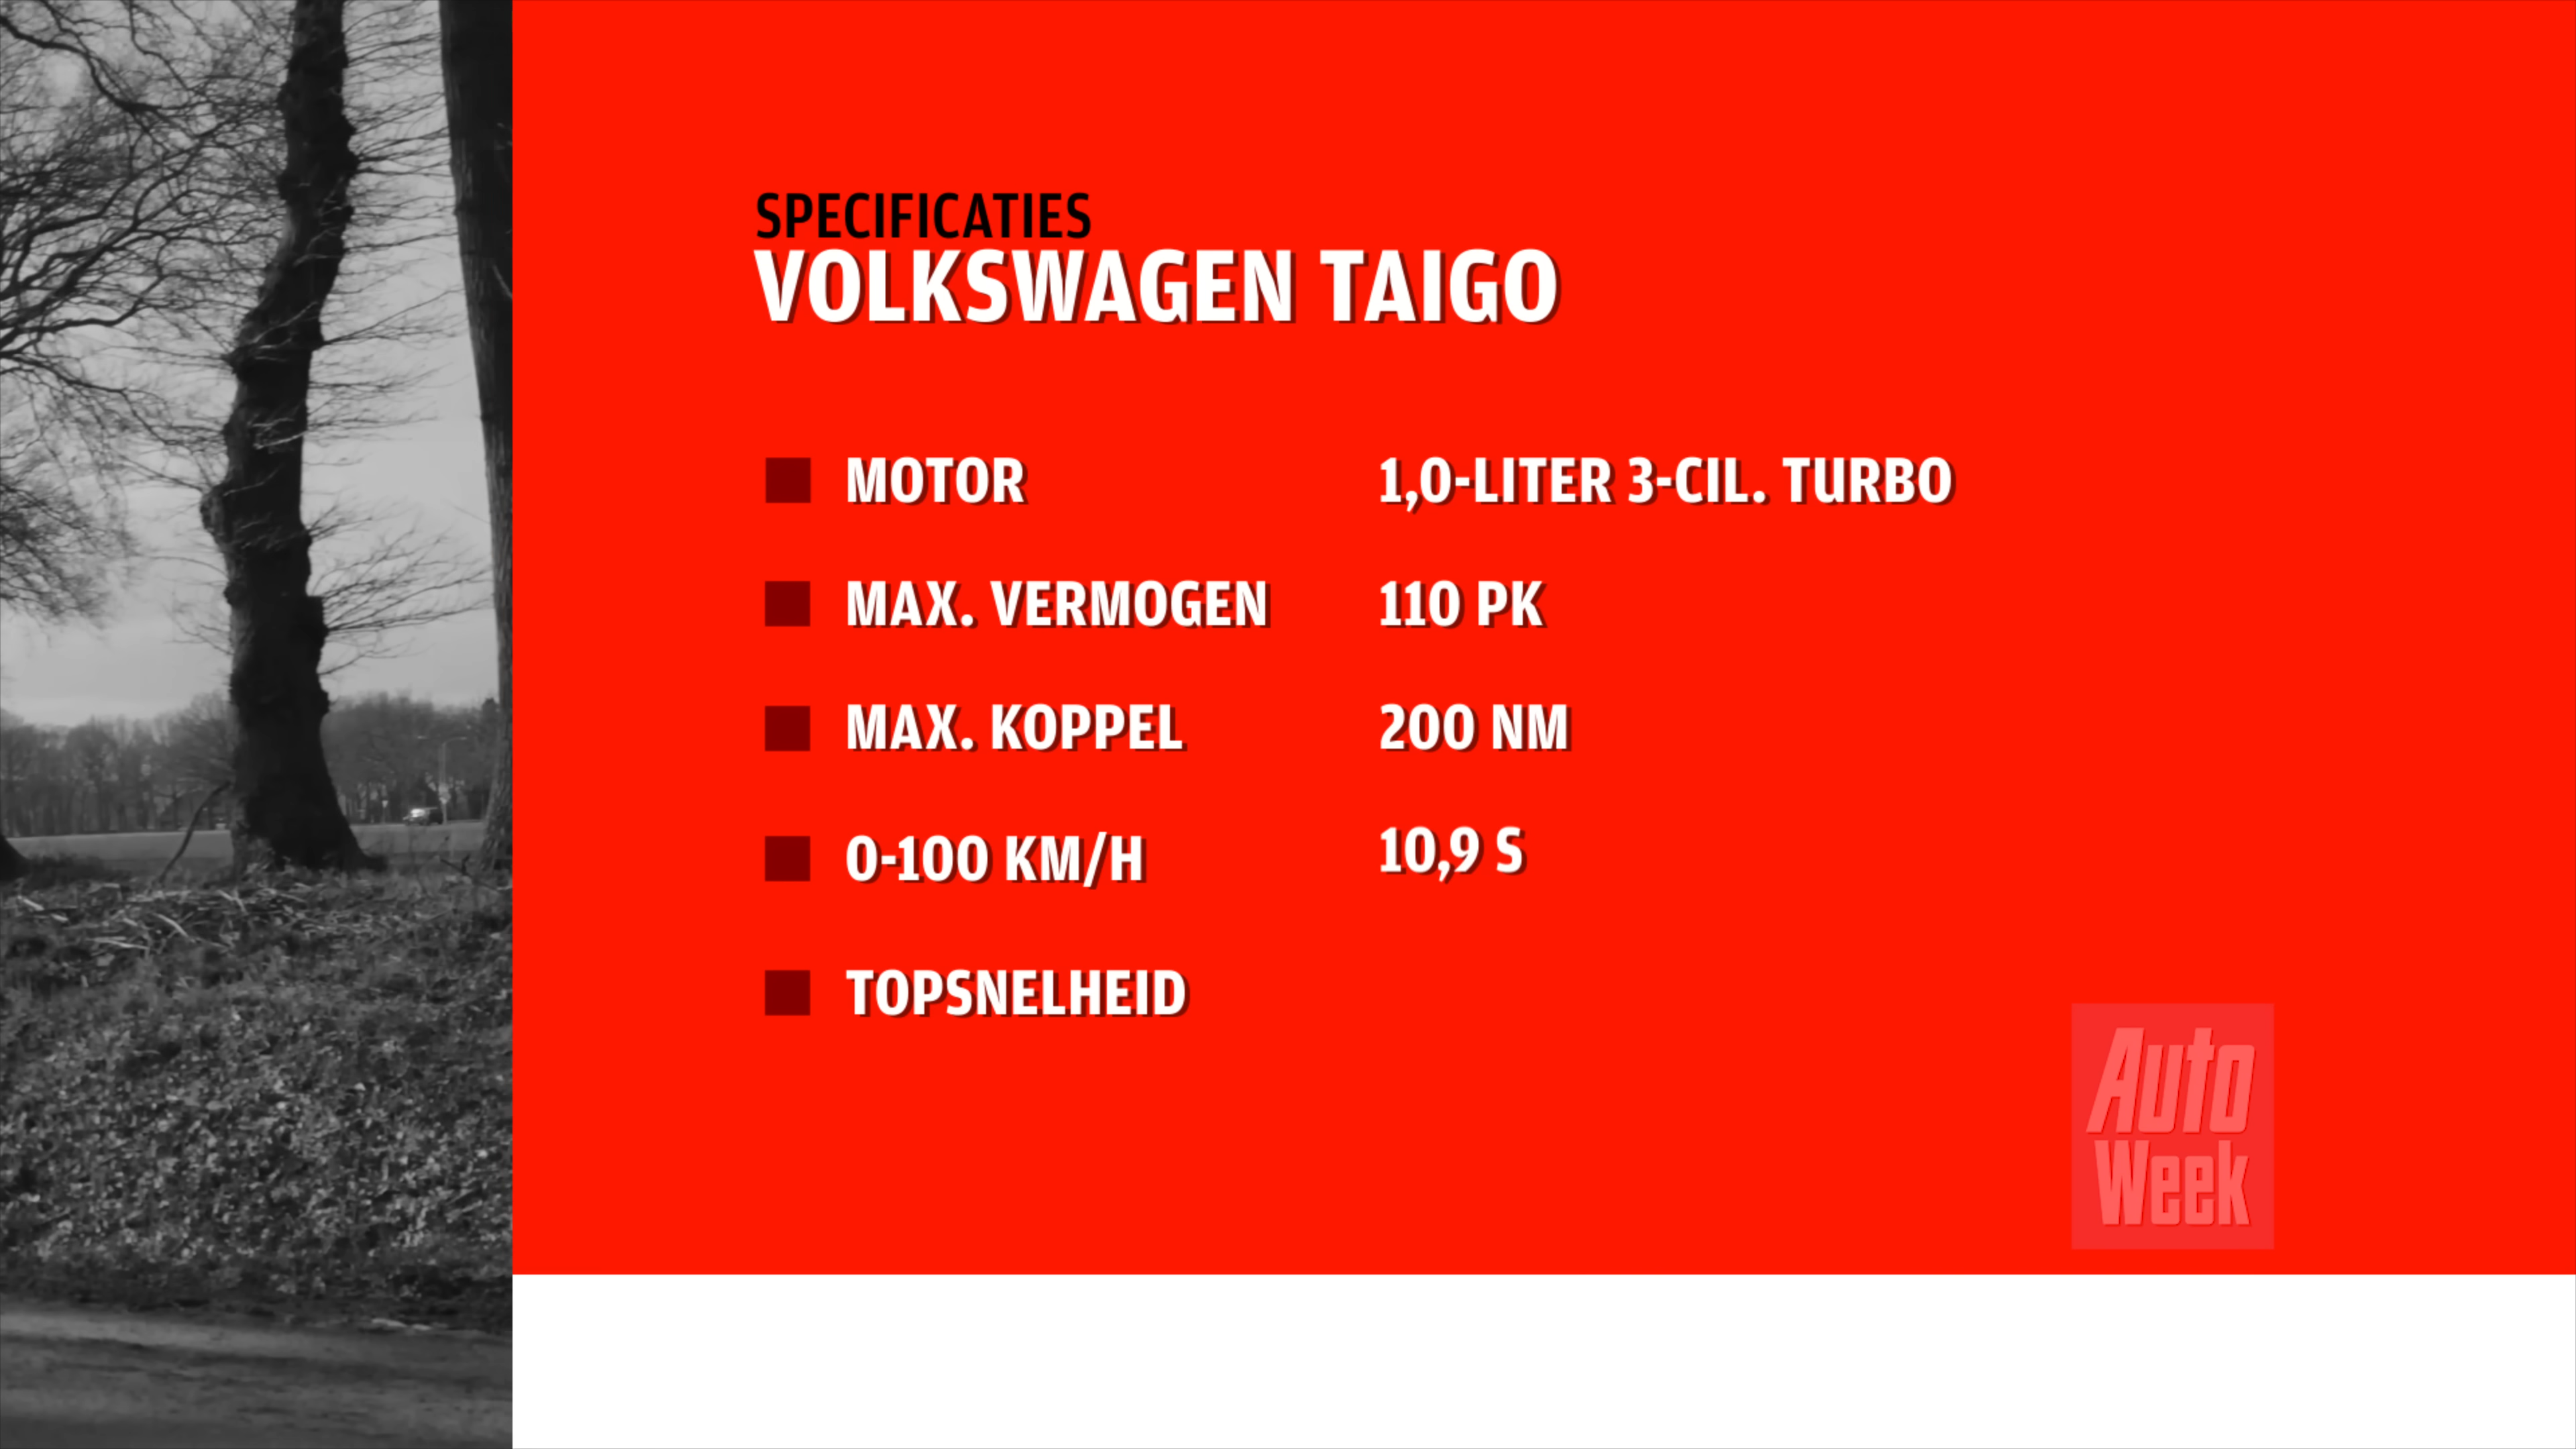 SPECIFICATIES
VOLKSWAGEN TAIGO
MOTOR 1,0-LITER 3-CIL. TURBO
MAX. VERMOGEN 110 PK
MAX. KOPPEL 200 NM
0-100 KM/H 10,9 S
TOPSNELHEID
Auto
Week